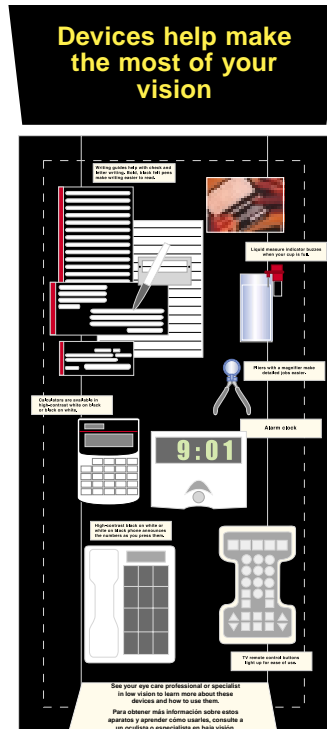 Devices help make
the most of your
vision
Writing guides help with check and
letter writing. Bold, black felt pens
make writing easier to read.
Liquid measure indicator buzzes
when your cup is full.
Pliers with a magnifier make
detailed jobs easier.
Calculators are available in
high-contrast white on black
or black on white.
Alarm clock
9:01
High-contrast black on white or
white on black phone announces
the numbers as you press them.
TV remote control buttons
light up for ease of use.
See your eye care professional or specialist
in low vision to learn more about these
devices and how to use them.
Para obtener más información sobre estos
aparatos y aprender cómo usarles, consulte a
un oculista o especialista en baja visión